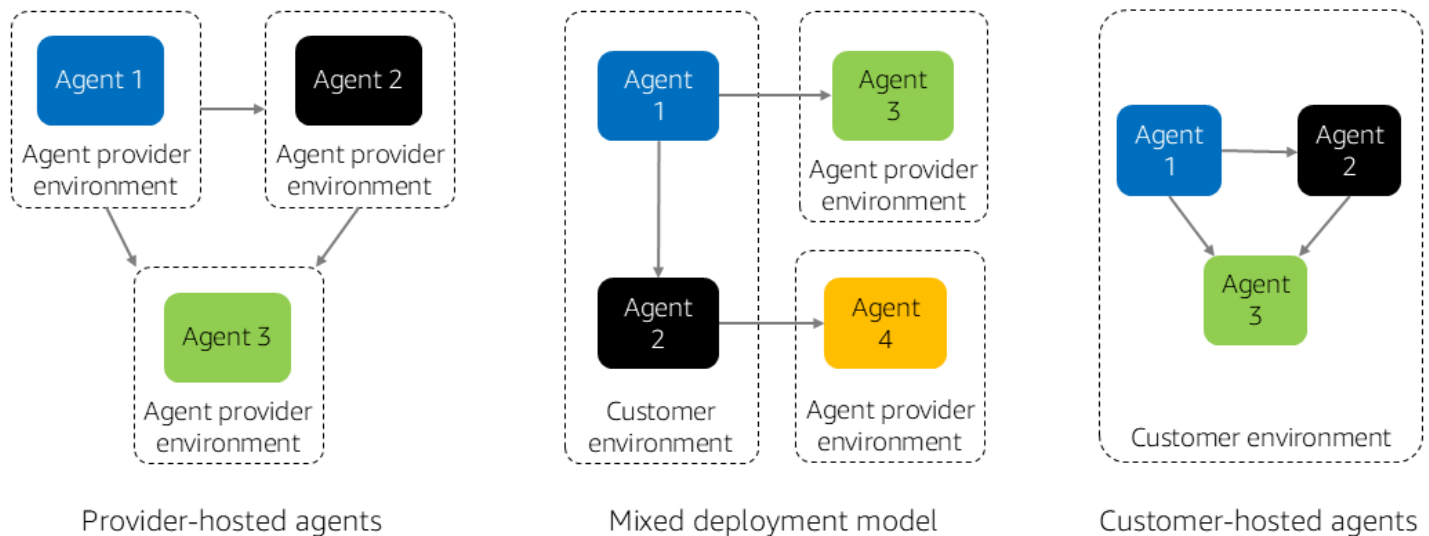 Agent 1
Agent provider
environment
Agent 2
Agent provider
environment
Agent 3
Agent provider
environment
Provider-hosted agents
Agent
1
Agent
2
Customer
environment
Agent
3
Agent provider
environment
Agent
4
Agent provider
environment
Mixed deployment model
Agent
1
Agent
2
Agent
3
Customer environment
Customer-hosted agents